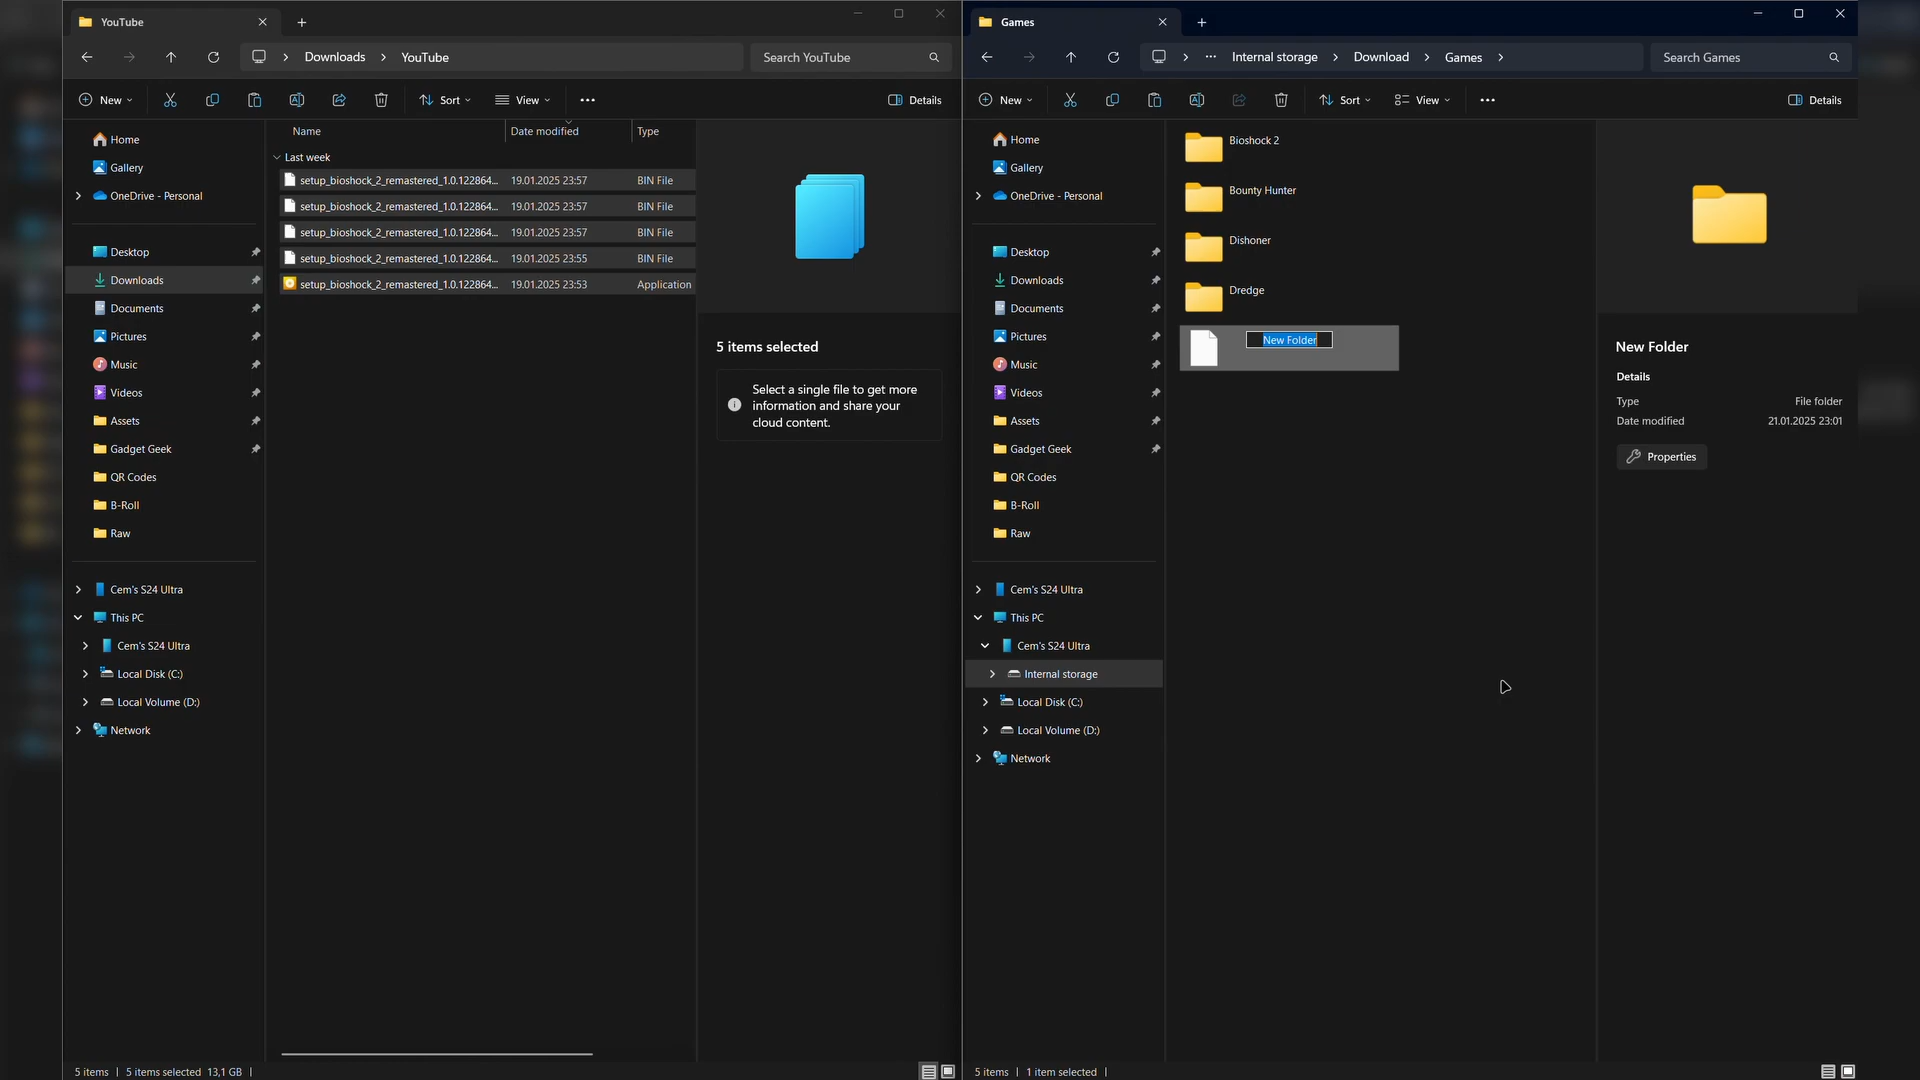 YouTube
Downloads
YouTube
Search YouTube
New
Sort
View
Details
Home
Gallery
OneDrive - Personal
Desktop
Downloads
Documents
Pictures
Music
Videos
Assets
Gadget Geek
QR Codes
B-Roll
Raw
Cem's S24 Ultra
This PC
Cem's S24 Ultra
Local Disk (C:)
Local Volume (D:)
Network
Name Date modified Type
Last week
setup_bioshock_2_remastered_1.0.122864... 19.01.2025 23:57 BIN File
setup_bioshock_2_remastered_1.0.122864... 19.01.2025 23:57 BIN File
setup_bioshock_2_remastered_1.0.122864... 19.01.2025 23:57 BIN File
setup_bioshock_2_remastered_1.0.122864... 19.01.2025 23:55 BIN File
setup_bioshock_2_remastered_1.0.122864... 19.01.2025 23:53 Application
5 items selected
Select a single file to get more
information and share your
cloud content.
5 items 5 items selected 13,1 GB
Games
Internal storage
Download
Games
Search Games
New
Sort
View
Details
Home
Gallery
OneDrive - Personal
Desktop
Downloads
Documents
Pictures
Music
Videos
Assets
Gadget Geek
QR Codes
B-Roll
Raw
Cem's S24 Ultra
This PC
Cem's S24 Ultra
Internal storage
Local Disk (C:)
Local Volume (D:)
Network
Bioshock 2
Bounty Hunter
Dishoner
Dredge
New Folder
New Folder
Details
Type File folder
Date modified 21.01.2025 23:01
Properties
5 items 1 item selected